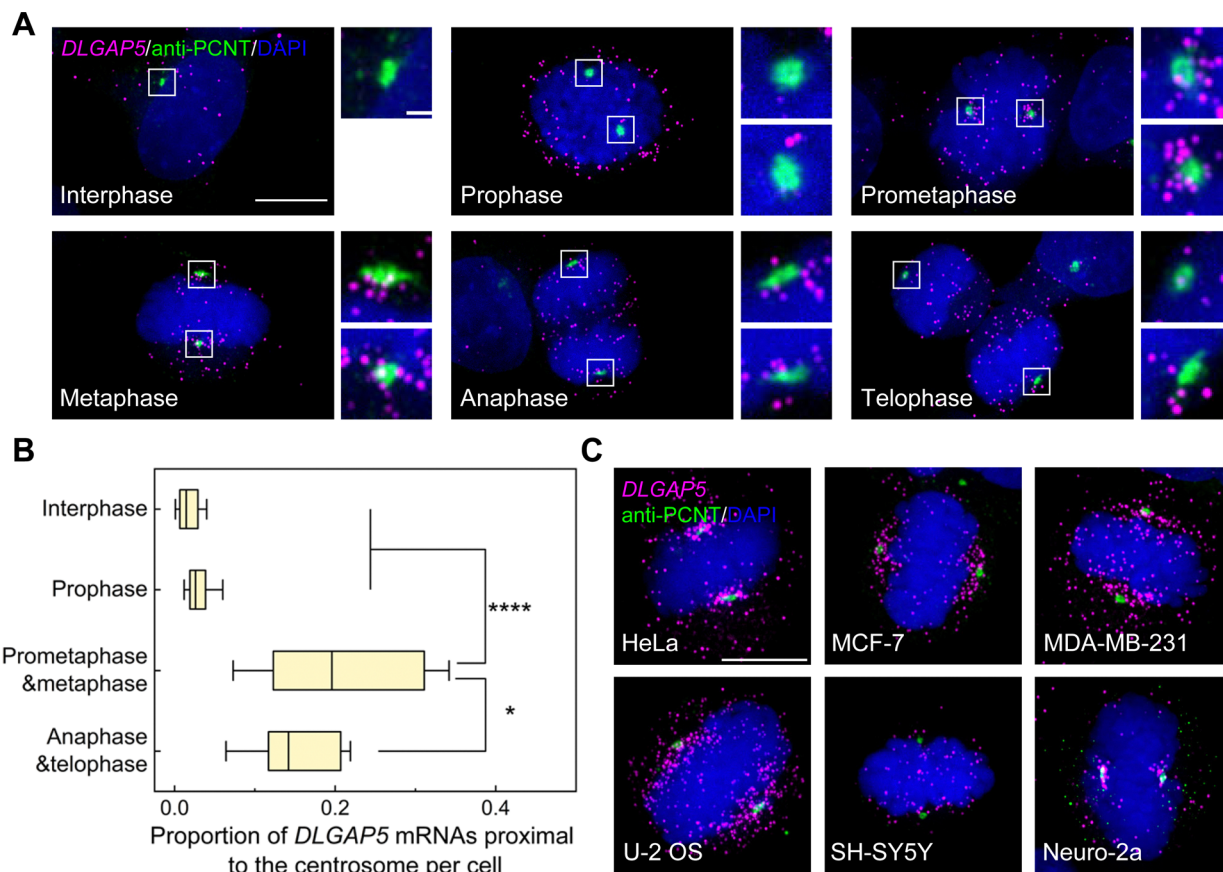 A
DLGAP5/anti-PCNT/DAPI
Interphase
Prophase
Prometaphase
Metaphase
Anaphase
Telophase
B
Interphase
Prophase
Prometaphase
&metaphase
Anaphase
&telophase
****
*
0.0
0.2
0.4
Proportion of DLGAP5 mRNAs proximal
to the centrosome per cell
C
DLGAP5
anti-PCNT/DAPI
HeLa
MCF-7
MDA-MB-231
U-2 OS
SH-SY5Y
Neuro-2a